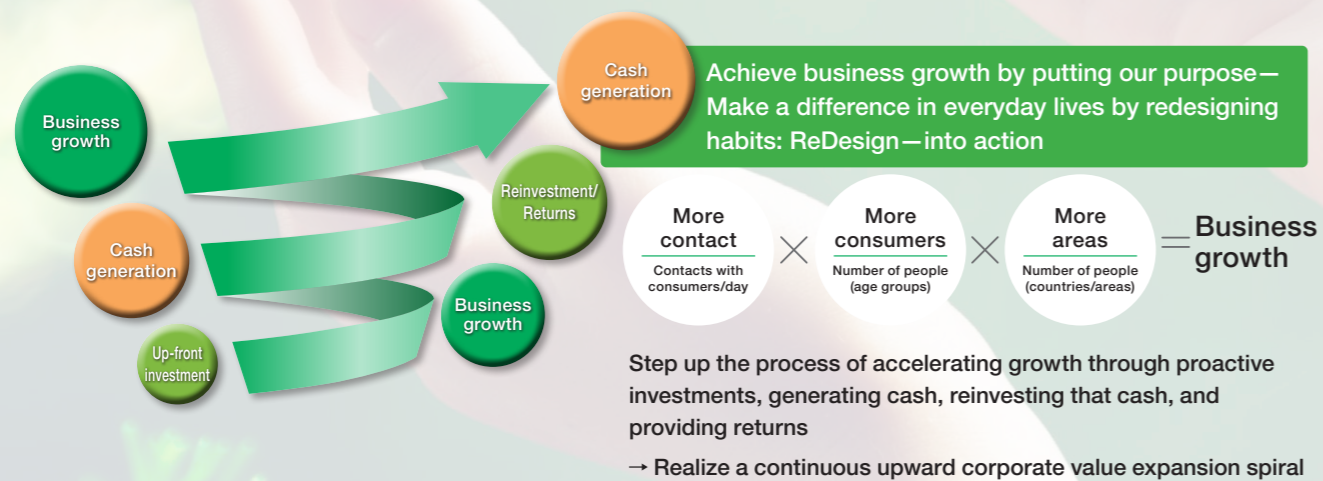 Business
growth
Cash
generation
Up-front
investment
Business
growth
Reinvestment/
Returns
Cash
generation
Achieve business growth by putting our purpose—
Make a difference in everyday lives by redesigning
habits: ReDesign—into action
More
contact
Contacts with
consumers/day
×
More
consumers
Number of people
(age groups)
×
More
areas
Number of people
(countries/areas)
=
Business
growth
Step up the process of accelerating growth through proactive
investments, generating cash, reinvesting that cash, and
providing returns
→ Realize a continuous upward corporate value expansion spiral